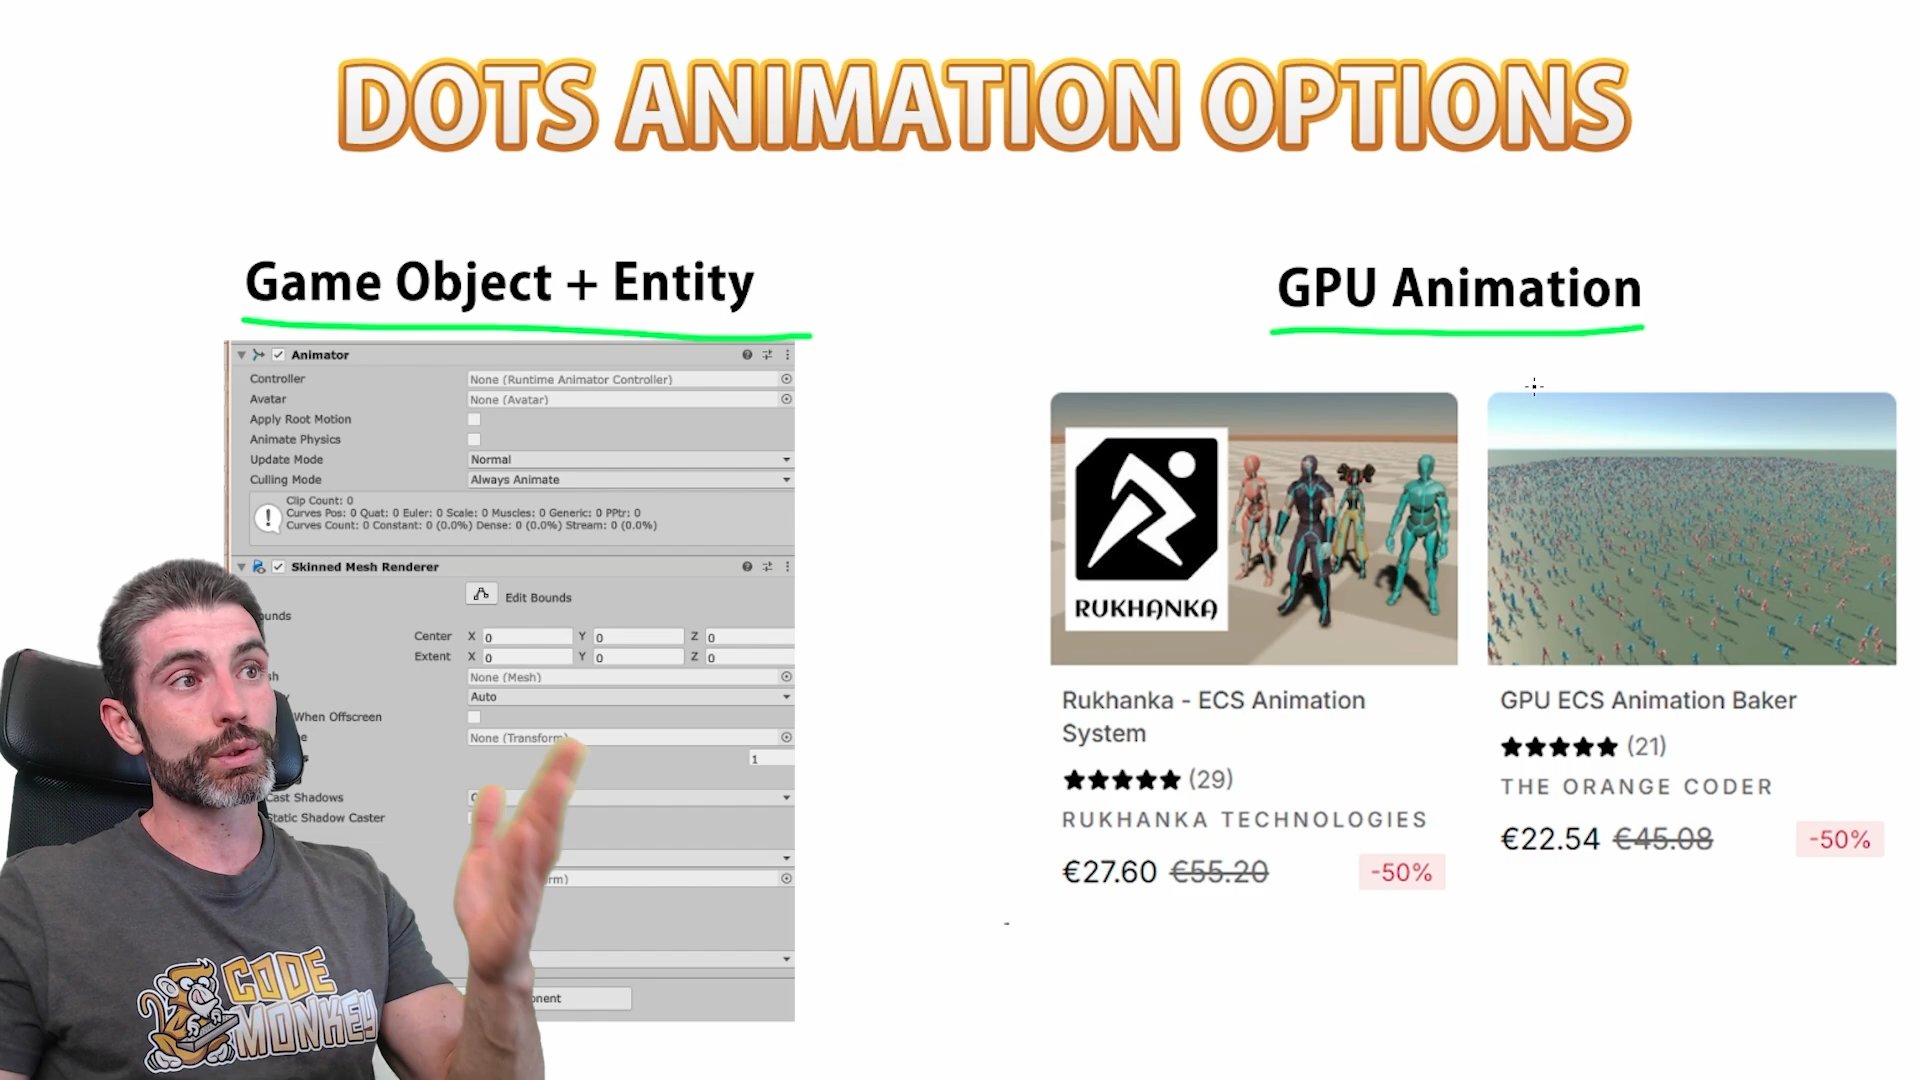 DOTS ANIMATION OPTIONS
Game Object + Entity
Animator
Controller
None (Runtime Animator Controller)
Avatar
None (Avatar)
Apply Root Motion
Animate Physics
Update Mode
Normal
Culling Mode
Always Animate
Clip Count: 0
Curves Pos: 0 Quat: 0 Euler: 0 Scale: 0 Muscles: 0 Generic: 0 PPtr: 0
Curves Count: 0 Constant: 0 (0.0%) Dense: 0 (0.0%) Stream: 0 (0.0%)
Skinned Mesh Renderer
Edit Bounds
ounds
Center X 0 Y 0 Z 0
Extent X 0 Y 0 Z 0
None (Mesh)
Auto
When Offscreen
None (Transform)
1
Cast Shadows
Static Shadow Caster
rm)
onent
CODE
MONKEY
GPU Animation
RUKHANKA
Rukhanka - ECS Animation
System
(29)
RUKHANKA TECHNOLOGIES
€27.60 €55.20 -50%
GPU ECS Animation Baker
(21)
THE ORANGE CODER
€22.54 €45.08 -50%